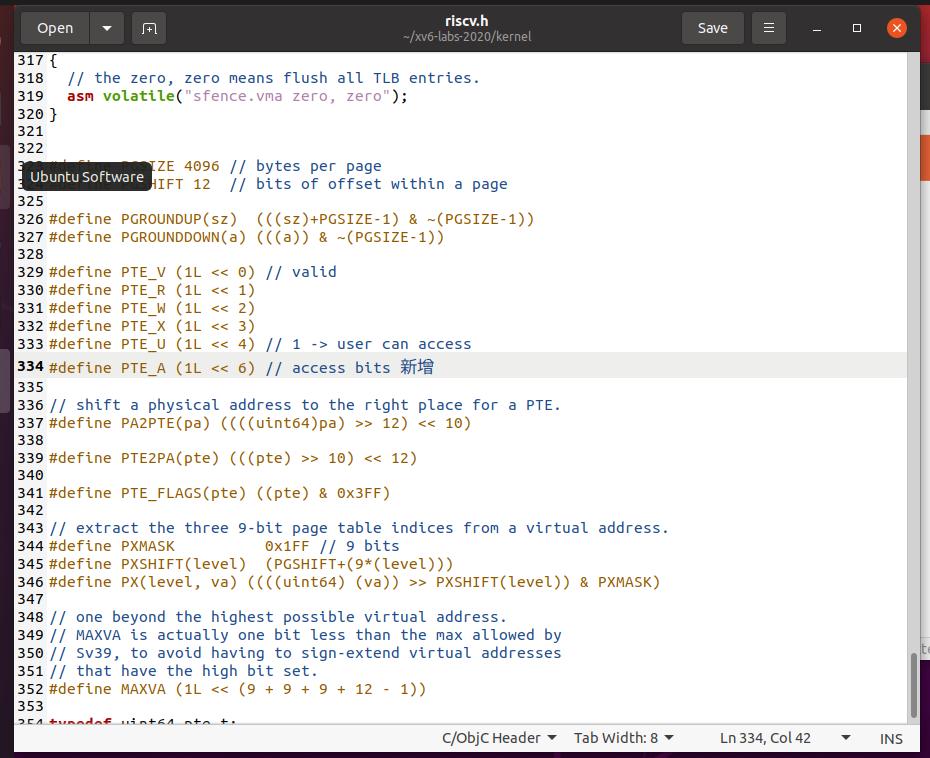 Open
riscv.h
~/xv6-labs-2020/kernel
Save
317 {
318 // the zero, zero means flush all TLB entries.
319 asm volatile("sfence.vma zero, zero");
320 }
321
322
IZE 4096 // bytes per page
Ubuntu Software
HIFT 12 // bits of offset within a page
325
326 #define PGROUNDUP(sz) (((sz)+PGSIZE-1) & ~(PGSIZE-1))
327 #define PGROUNDDOWN(a) (((a)) & ~(PGSIZE-1))
328
329 #define PTE_V (1L << 0) // valid
330 #define PTE_R (1L << 1)
331 #define PTE_W (1L << 2)
332 #define PTE_X (1L << 3)
333 #define PTE_U (1L << 4) // 1 -> user can access
334 #define PTE_A (1L << 6) // access bits 新增
335
336 // shift a physical address to the right place for a PTE.
337 #define PA2PTE(pa) ((((uint64)pa) >> 12) << 10)
338
339 #define PTE2PA(pte) (((pte) >> 10) << 12)
340
341 #define PTE_FLAGS(pte) ((pte) & 0x3FF)
342
343 // extract the three 9-bit page table indices from a virtual address.
344 #define PXMASK 0x1FF // 9 bits
345 #define PXSHIFT(level) (PGSHIFT+(9*(level)))
346 #define PX(level, va) ((((uint64) (va)) >> PXSHIFT(level)) & PXMASK)
347
348 // one beyond the highest possible virtual address.
349 // MAXVA is actually one bit less than the max allowed by
350 // Sv39, to avoid having to sign-extend virtual addresses
351 // that have the high bit set.
352 #define MAXVA (1L << (9 + 9 + 9 + 12 - 1))
353
354 typedef uint64 pte_t;
C/ObjC Header
Tab Width: 8
Ln 334, Col 42
INS